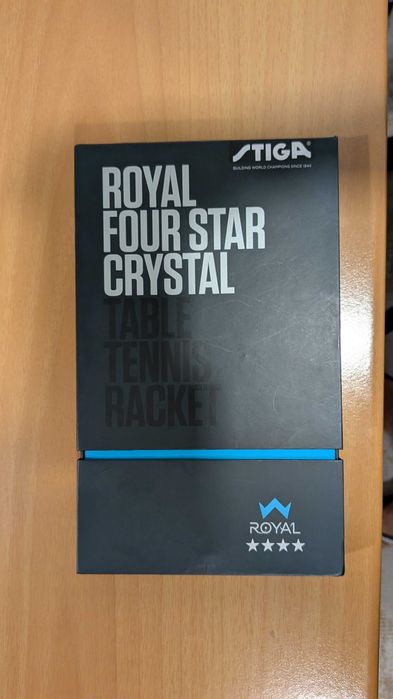 STIGA®
BUILDING WORLD CHAMPIONS SINCE 1944
ROYAL
FOUR STAR
CRYSTAL
TABLE
TENNIS
RACKET
ROYAL